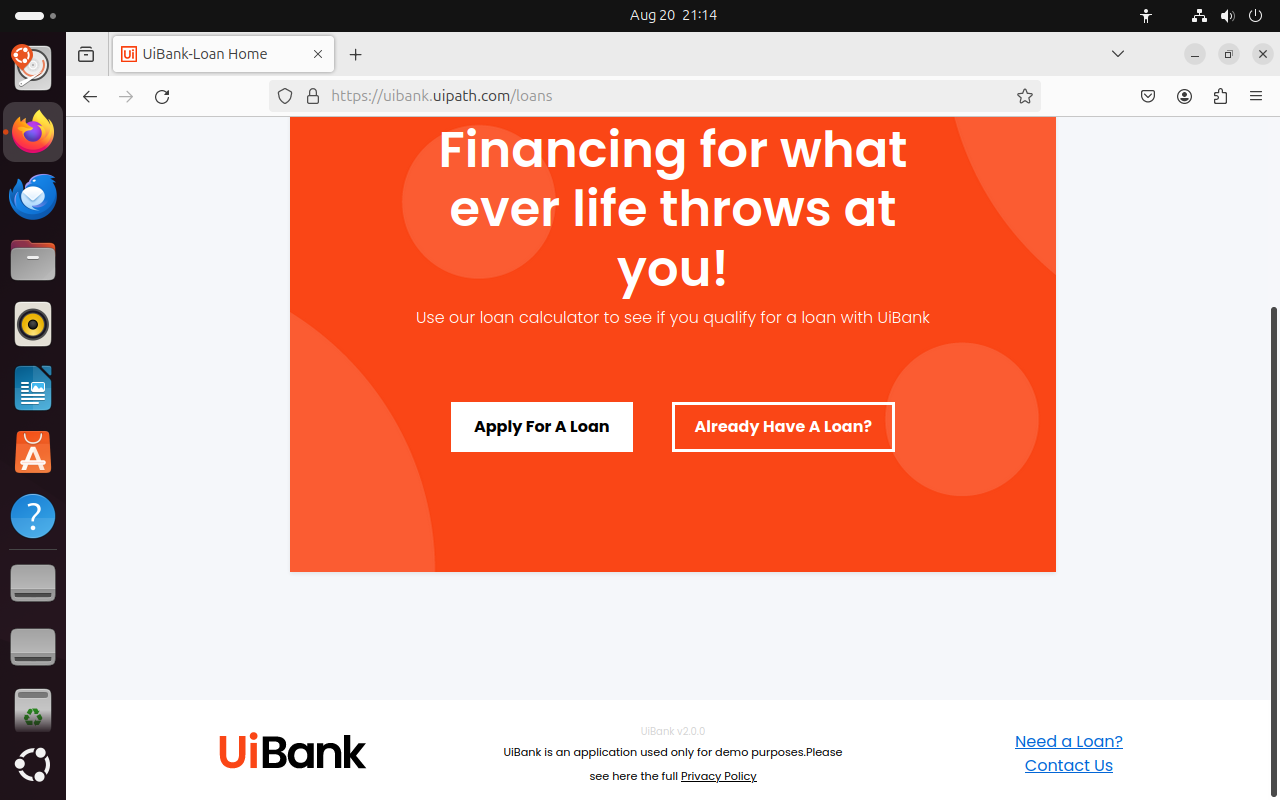 Aug 20 21:14
UiBank-Loan Home
https://uibank.uipath.com/loans
Financing for what
ever life throws at
you!
Use our loan calculator to see if you qualify for a loan with UiBank
Apply For A Loan
Already Have A Loan?
UiBank
UiBank v2.0.0
UiBank is an application used only for demo purposes.Please
see here the full Privacy Policy
Need a Loan?
Contact Us